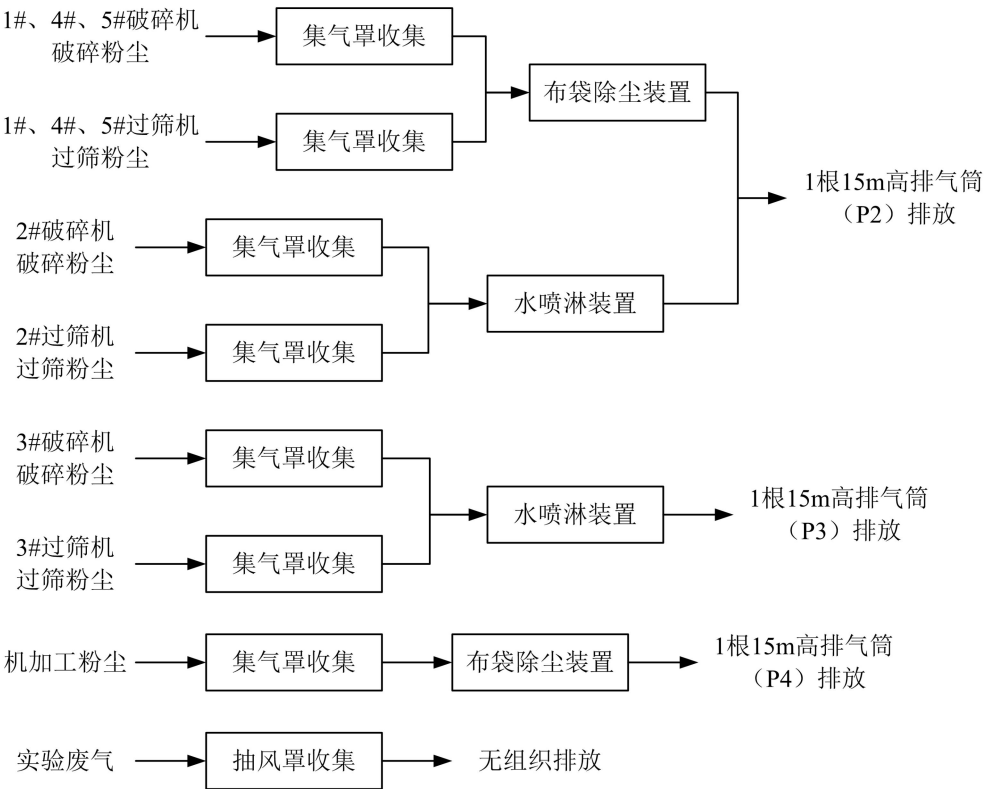 1#、4#、5#破碎机
破碎粉尘
集气罩收集
布袋除尘装置
1#、4#、5#过筛机
过筛粉尘
集气罩收集
1根15m高排气筒
（P2）排放
2#破碎机
破碎粉尘
集气罩收集
水喷淋装置
2#过筛机
过筛粉尘
集气罩收集
3#破碎机
破碎粉尘
集气罩收集
水喷淋装置
1根15m高排气筒
（P3）排放
3#过筛机
过筛粉尘
集气罩收集
机加工粉尘
集气罩收集
布袋除尘装置
1根15m高排气筒
（P4）排放
实验废气
抽风罩收集
无组织排放